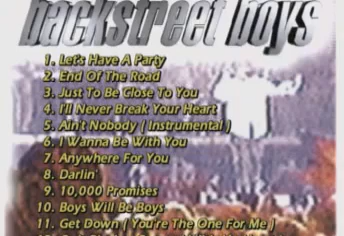 backstreet boys
1. Let's Have A Party
2. End Of The Road
3. Just To Be Close To You
4. I'll Never Break Your Heart
5. Ain't Nobody ( Instrumental )
6. I Wanna Be With You
7. Anywhere For You
8. Darlin'
9. 10,000 Promises
10. Boys Will Be Boys
11. Get Down ( You're The One For Me )